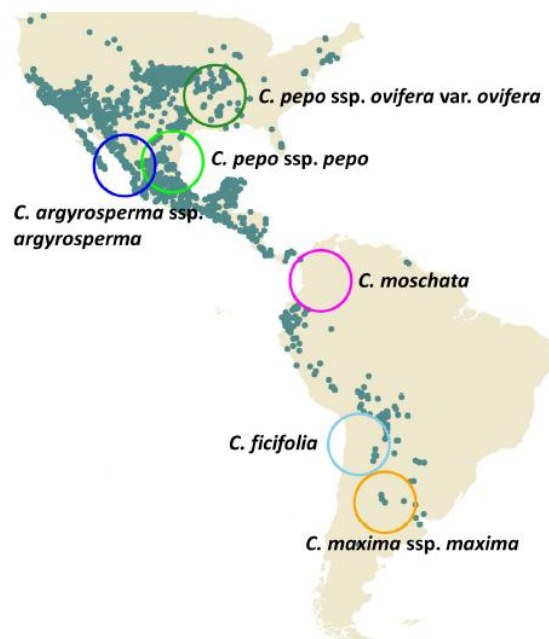 C. pepo ssp. ovifera var. ovifera
C. pepo ssp. pepo
C. argyrosperma ssp.
argyrosperma
C. moschata
C. ficifolia
C. maxima ssp. maxima